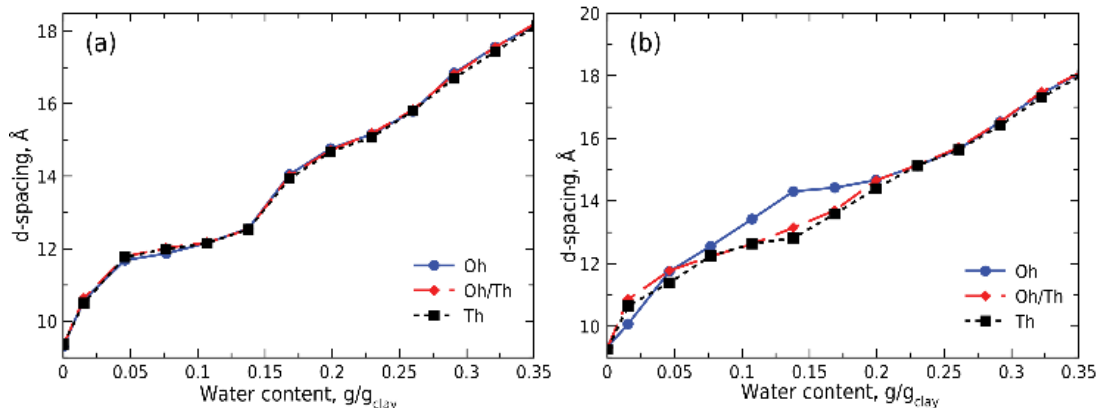 (a)
18
16
14
12
10
d-spacing, Å
Oh
Oh/Th
Th
0 0.05 0.1 0.15 0.2 0.25 0.3 0.35
Water content, g/g_clay
(b)
20
18
16
14
12
10
d-spacing, Å
Oh
Oh/Th
Th
0 0.05 0.1 0.15 0.2 0.25 0.3 0.35
Water content, g/g_clay